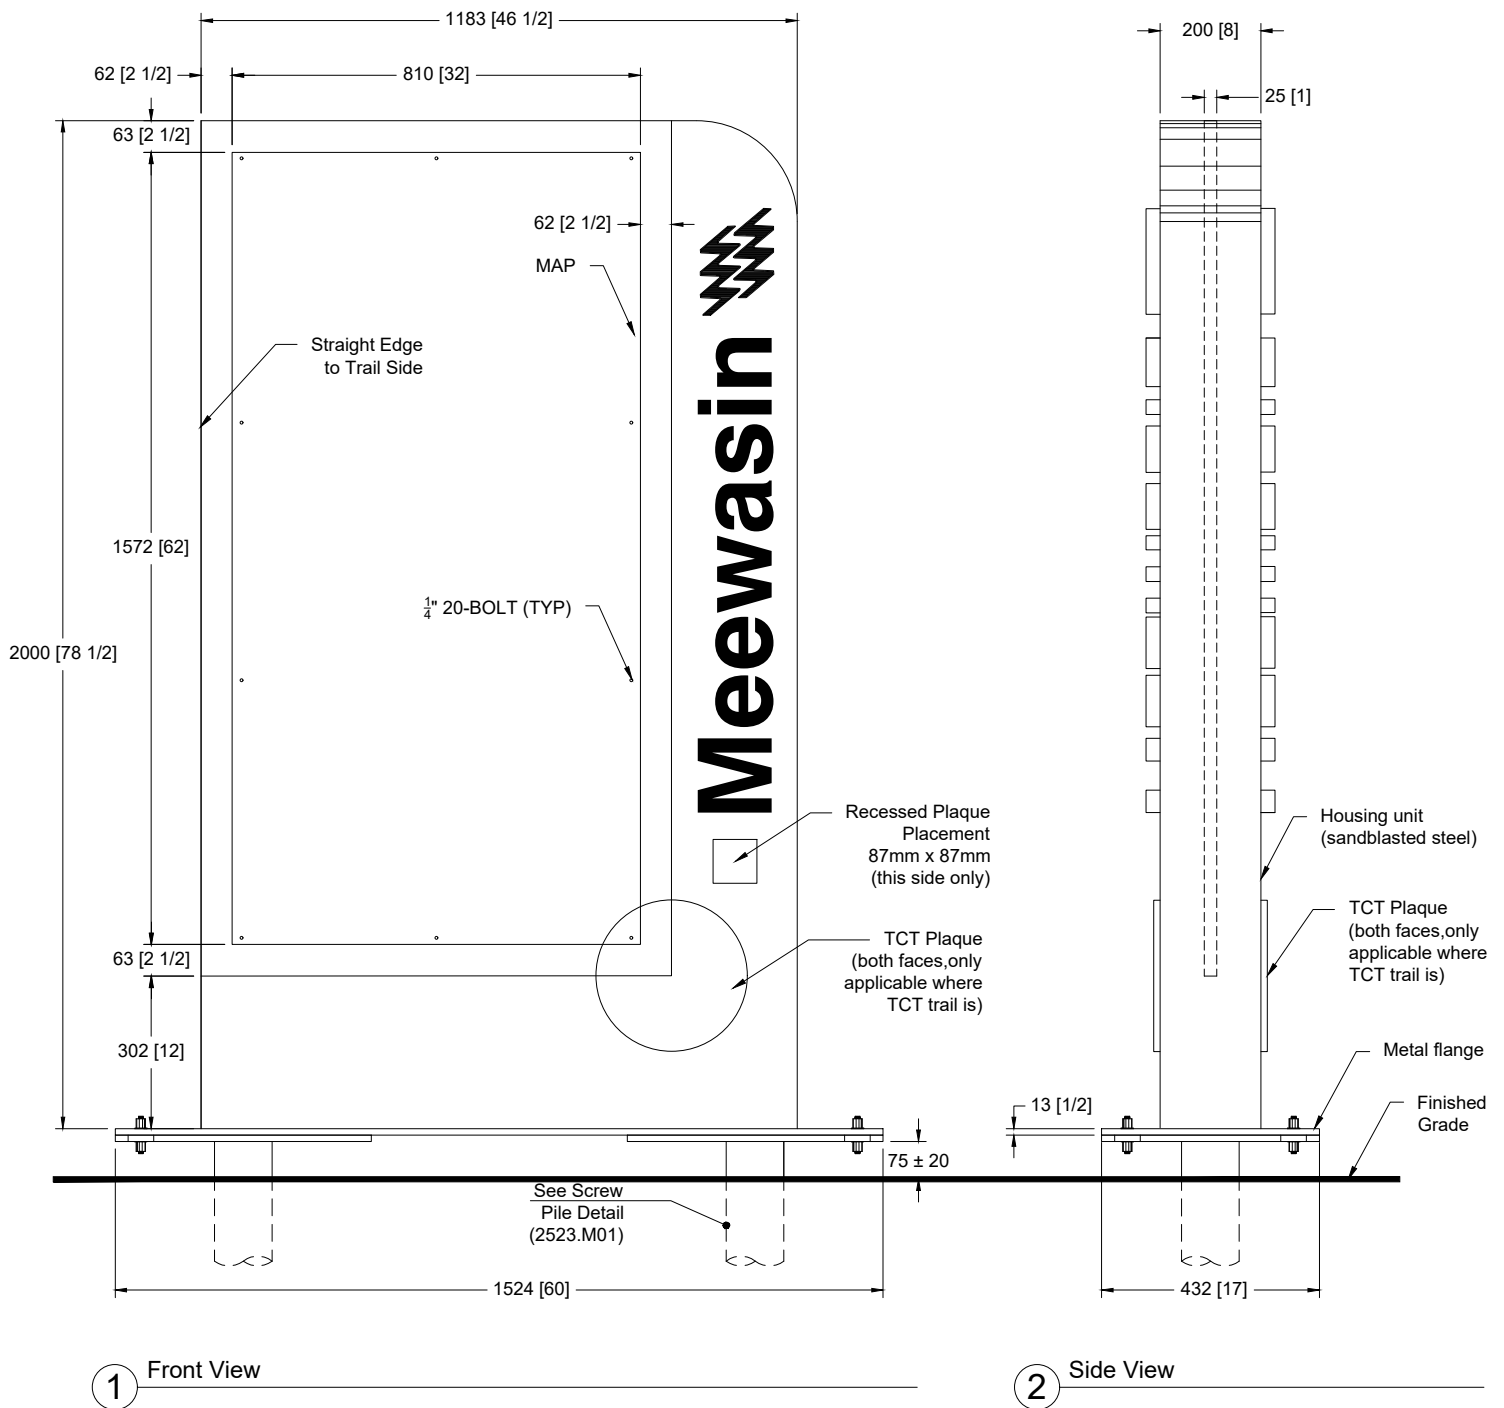 1183 [46 1/2]
200 [8]
62 [2 1/2]
810 [32]
25 [1]
63 [2 1/2]
62 [2 1/2]
MAP
Straight Edge
to Trail Side
Meewasin
1572 [62]
1/4" 20-BOLT (TYP)
2000 [78 1/2]
Recessed Plaque
Placement
87mm x 87mm
(this side only)
Housing unit
(sandblasted steel)
TCT Plaque
(both faces,only
applicable where
TCT trail is)
TCT Plaque
(both faces,only
applicable where
TCT trail is)
63 [2 1/2]
302 [12]
Metal flange
13 [1/2]
Finished
Grade
75 ± 20
See Screw
Pile Detail
(2523.M01)
1524 [60]
432 [17]
1 Front View
2 Side View